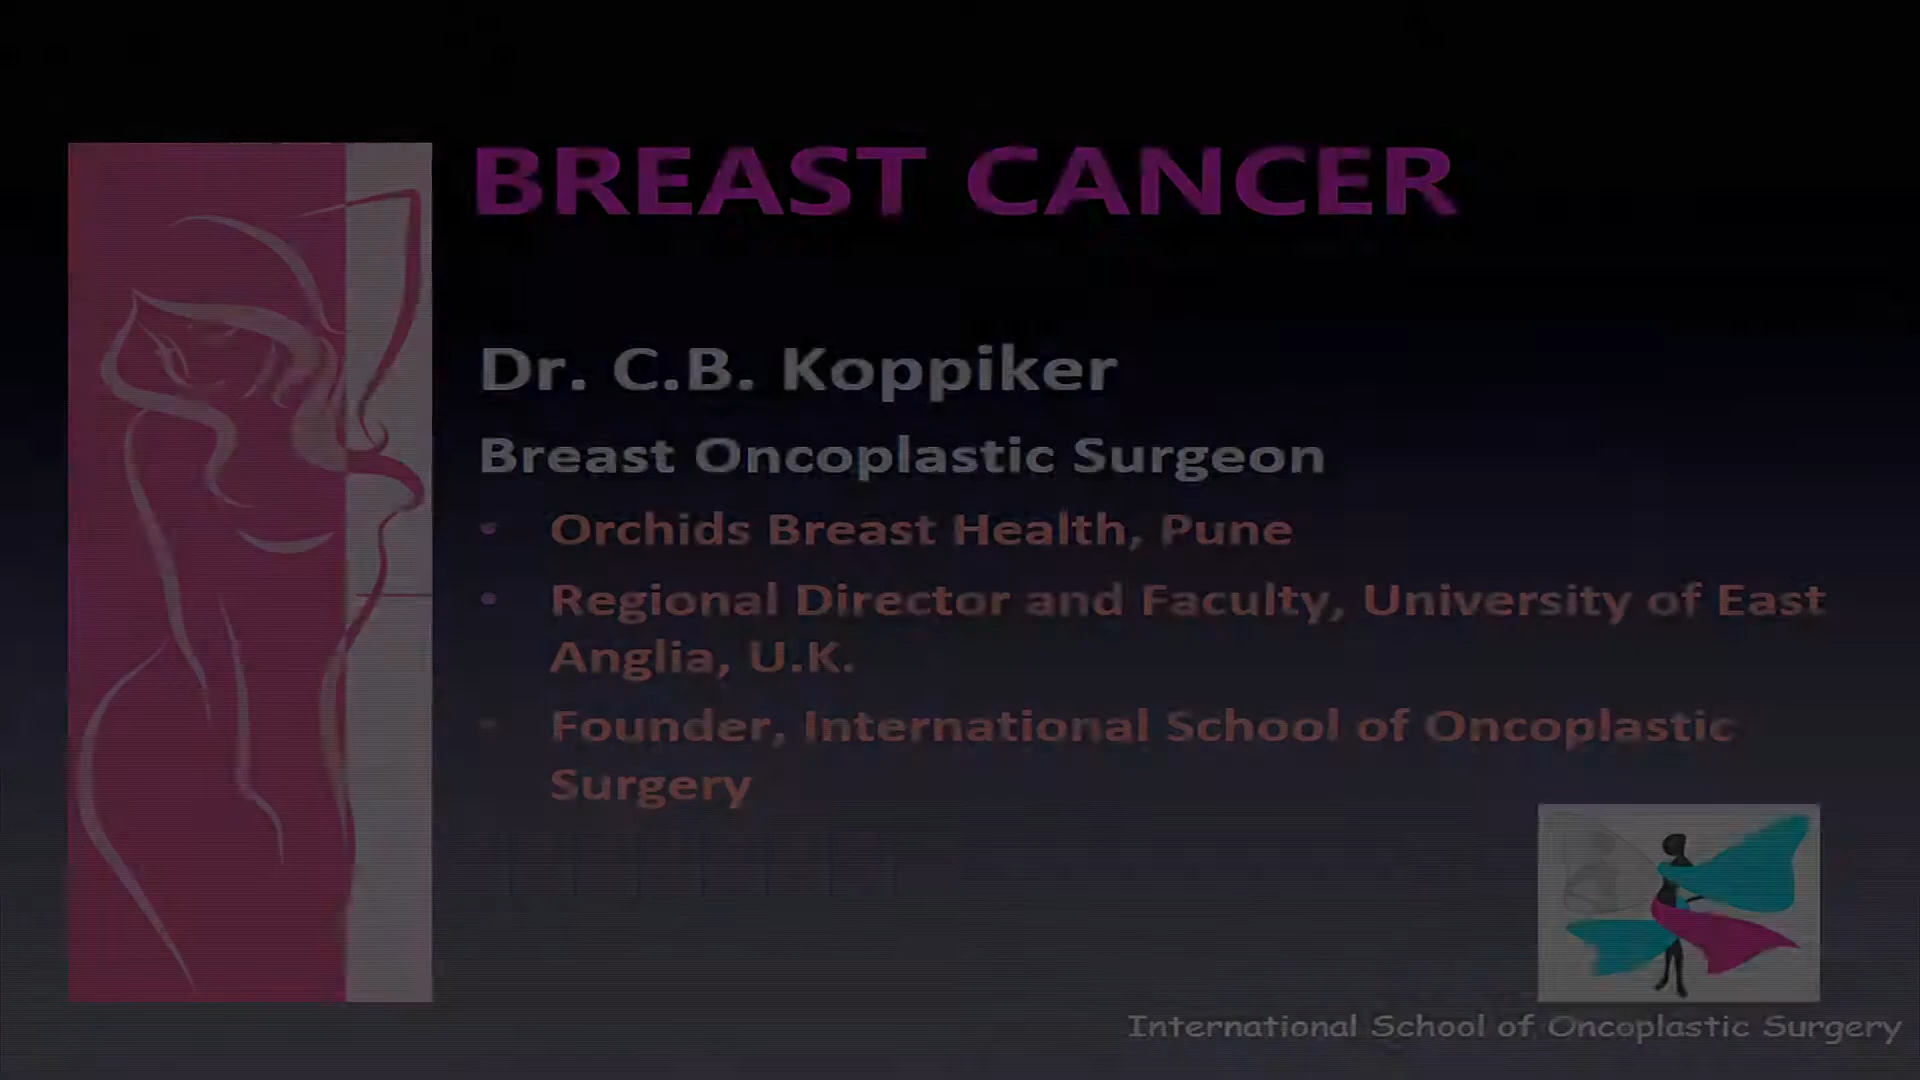 BREAST CANCER
Dr. C.B. Koppiker
Breast Oncoplastic Surgeon
• Orchids Breast Health, Pune
• Regional Director and Faculty, University of East
Anglia, U.K.
• Founder, International School of Oncoplastic
Surgery
International School of Oncoplastic Surgery